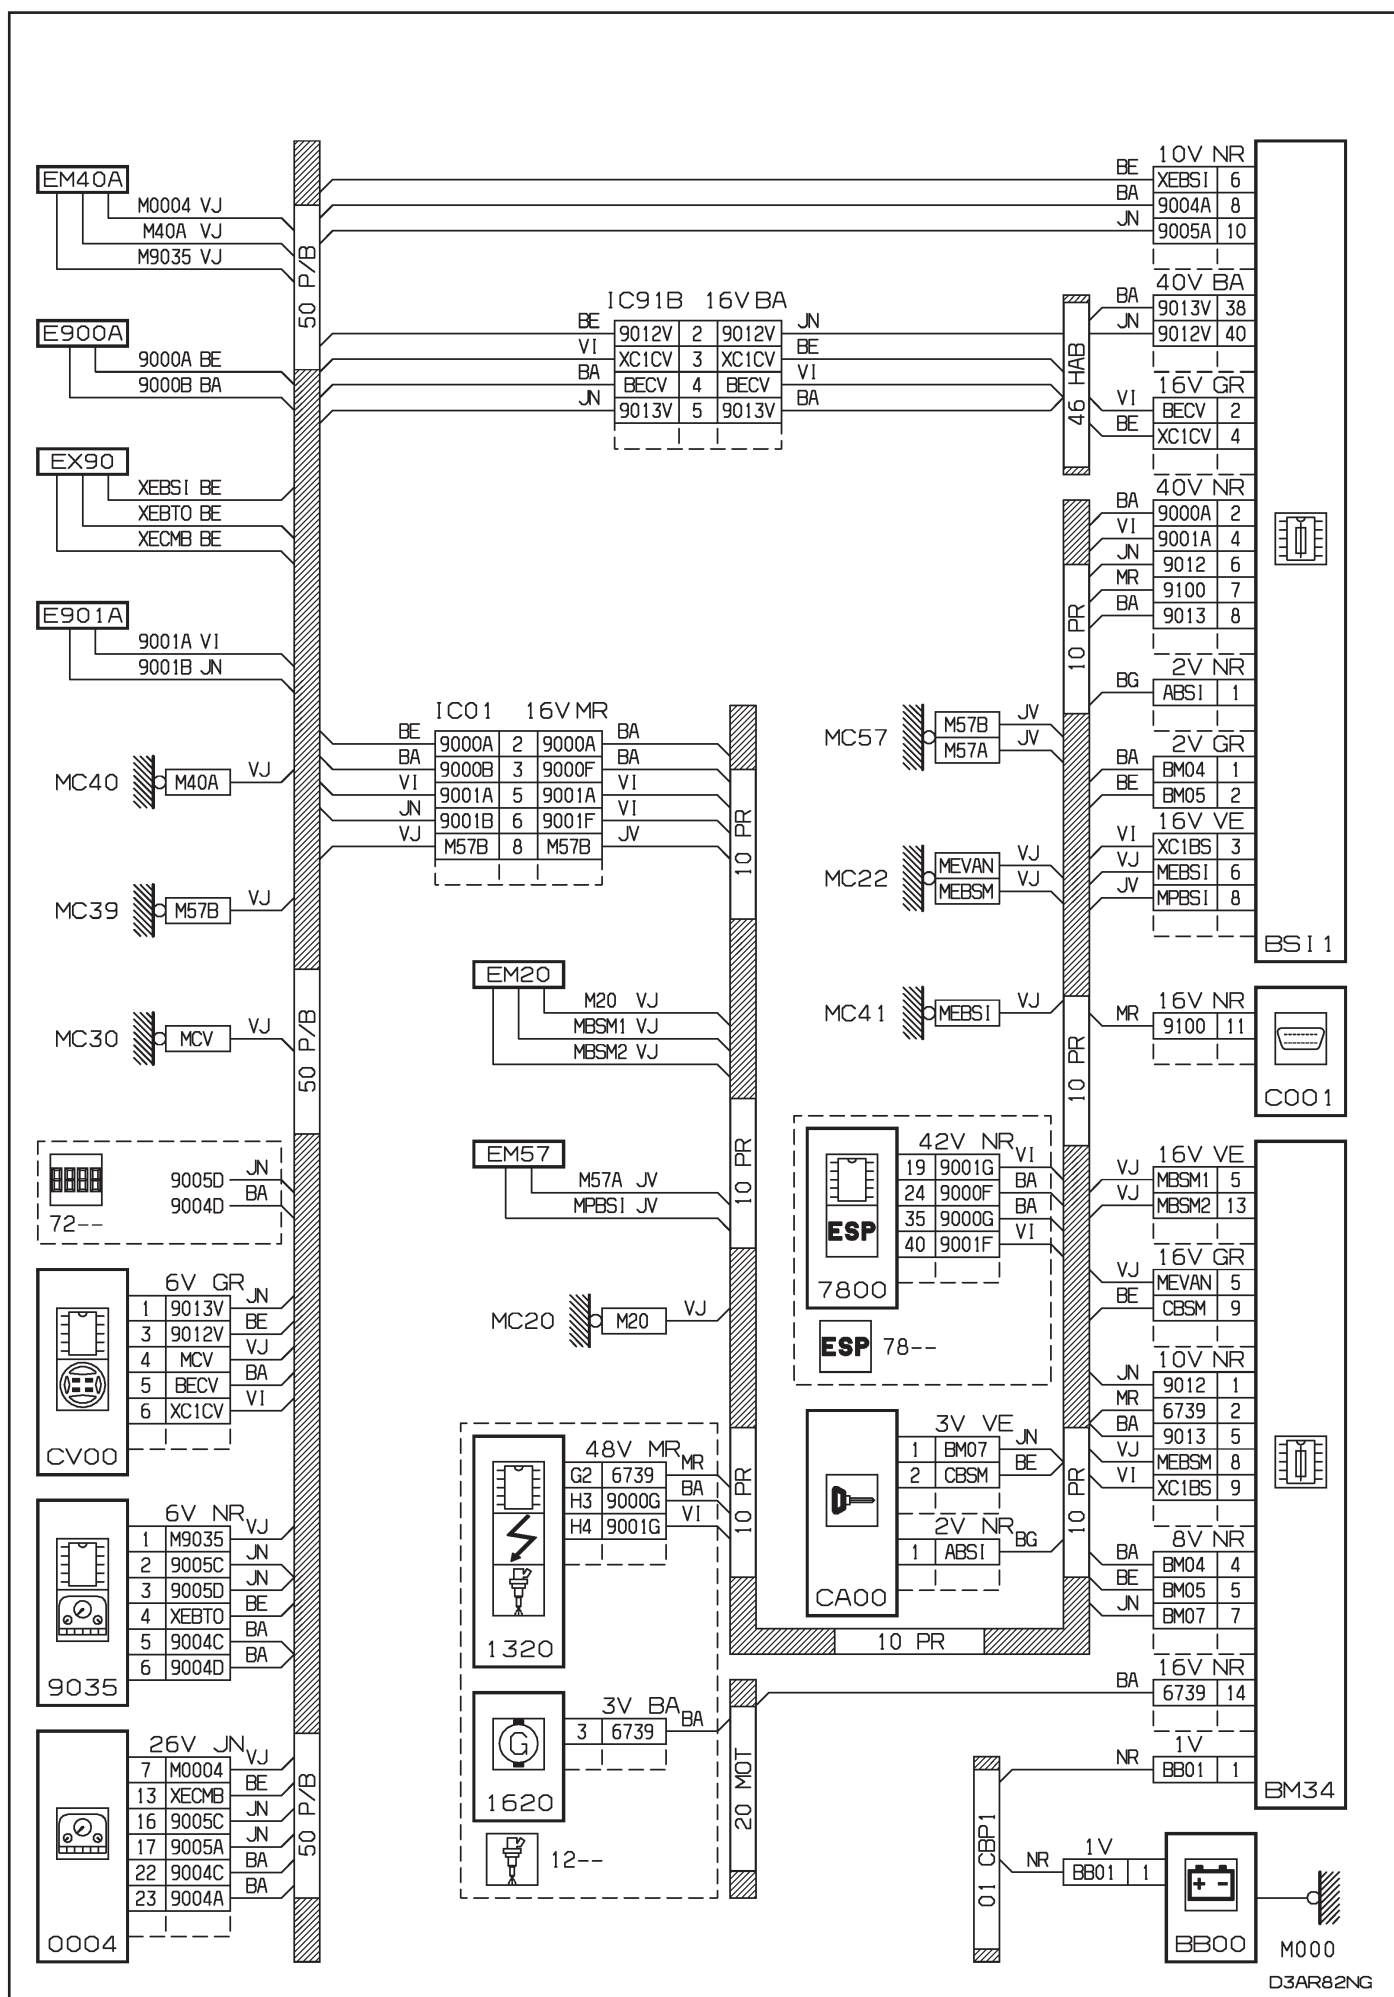 EM40A
M0004 VJ
M40A VJ
M9035 VJ
E900A
9000A BE
9000B BA
EX90
XEBSI BE
XEBTO BE
XECMB BE
E901A
9001A VI
9001B JN
MC40 M40A VJ
MC39 M57B VJ
MC30 MCV VJ
72--
9005D JN
9004D BA
6V GR
1 9013V JN
3 9012V BE
4 MCV VJ
5 BECV BA
6 XC1CV VI
CV00
6V NR
1 M9035 VJ
2 9005C JN
3 9005D JN
4 XEBTO BE
5 9004C BA
6 9004D BA
9035
26V JN
7 M0004 VJ
13 XECMB BE
16 9005C JN
17 9005A JN
22 9004C BA
23 9004A BA
0004
50 P/B
50 P/B
50 P/B
IC91B 16V BA
BE 9012V 2 9012V JN
VI XC1CV 3 XC1CV BE
BA BECV 4 BECV VI
JN 9013V 5 9013V BA
46 HAB
IC01 16V MR
BE 9000A 2 9000A BA
BA 9000B 3 9000F BA
VI 9001A 5 9001A VI
JN 9001B 6 9001F VI
VJ M57B 8 M57B JV
10 PR
EM20
M20 VJ
MBSM1 VJ
MBSM2 VJ
EM57
M57A JV
MPBSI JV
10 PR
MC20 M20 VJ
48V MR
G2 6739 MR
H3 9000G BA
H4 9001G VI
1320
3V BA
3 6739 BA
G
1620
12--
10 PR
20 MOT
MC57
M57B JV
M57A JV
MC22
MEVAN VJ
MEBSM VJ
MC41 MEBSI VJ
42V NR
19 9001G VI
24 9000F BA
35 9000G BA
40 9001F VI
ESP
7800
ESP 78--
3V VE
1 BM07 JN
2 CBSM BE
2V NR
1 ABSI BG
CA00
10 PR
10 PR
10 PR
10 PR
10V NR
BE XEBSI 6
BA 9004A 8
JN 9005A 10
40V BA
BA 9013V 38
JN 9012V 40
16V GR
VI BECV 2
BE XC1CV 4
40V NR
BA 9000A 2
VI 9001A 4
JN 9012 6
MR 9100 7
BA 9013 8
2V NR
BG ABSI 1
2V GR
BA BM04 1
BE BM05 2
16V VE
VI XC1BS 3
VJ MEBSI 6
JV MPBSI 8
BSI1
16V NR
MR 9100 11
C001
16V VE
VJ MBSM1 5
VJ MBSM2 13
16V GR
VJ MEVAN 5
BE CBSM 9
10V NR
JN 9012 1
MR 6739 2
BA 9013 5
VJ MEBSM 8
VI XC1BS 9
8V NR
BA BM04 4
BE BM05 5
JN BM07 7
16V NR
BA 6739 14
1V
NR BB01 1
BM34
01 CBP1
1V
NR BB01 1
+ -
BB00
M000
D3AR82NG